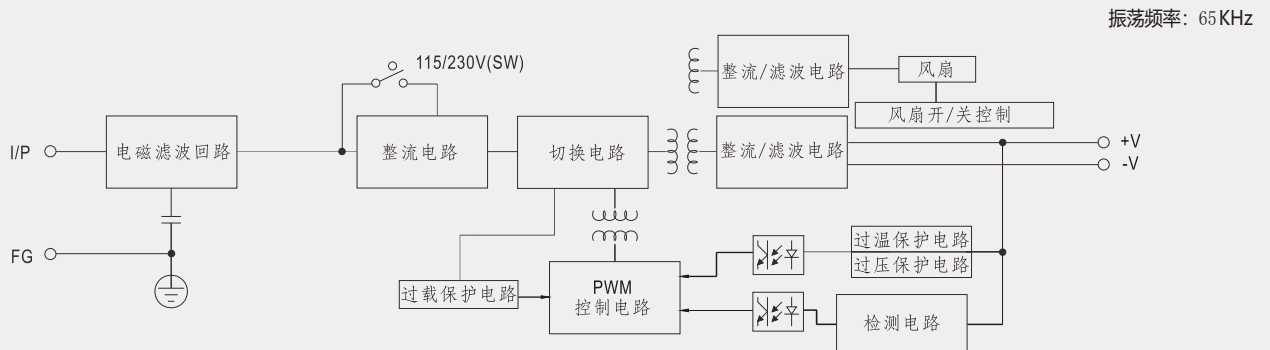 振荡频率: 65KHz
115/230V(SW)
整流/滤波电路
风扇
风扇开/关控制
I/P
电磁滤波回路
整流电路
切换电路
整流/滤波电路
+V
-V
FG
过载保护电路
PWM
控制电路
过温保护电路
过压保护电路
检测电路